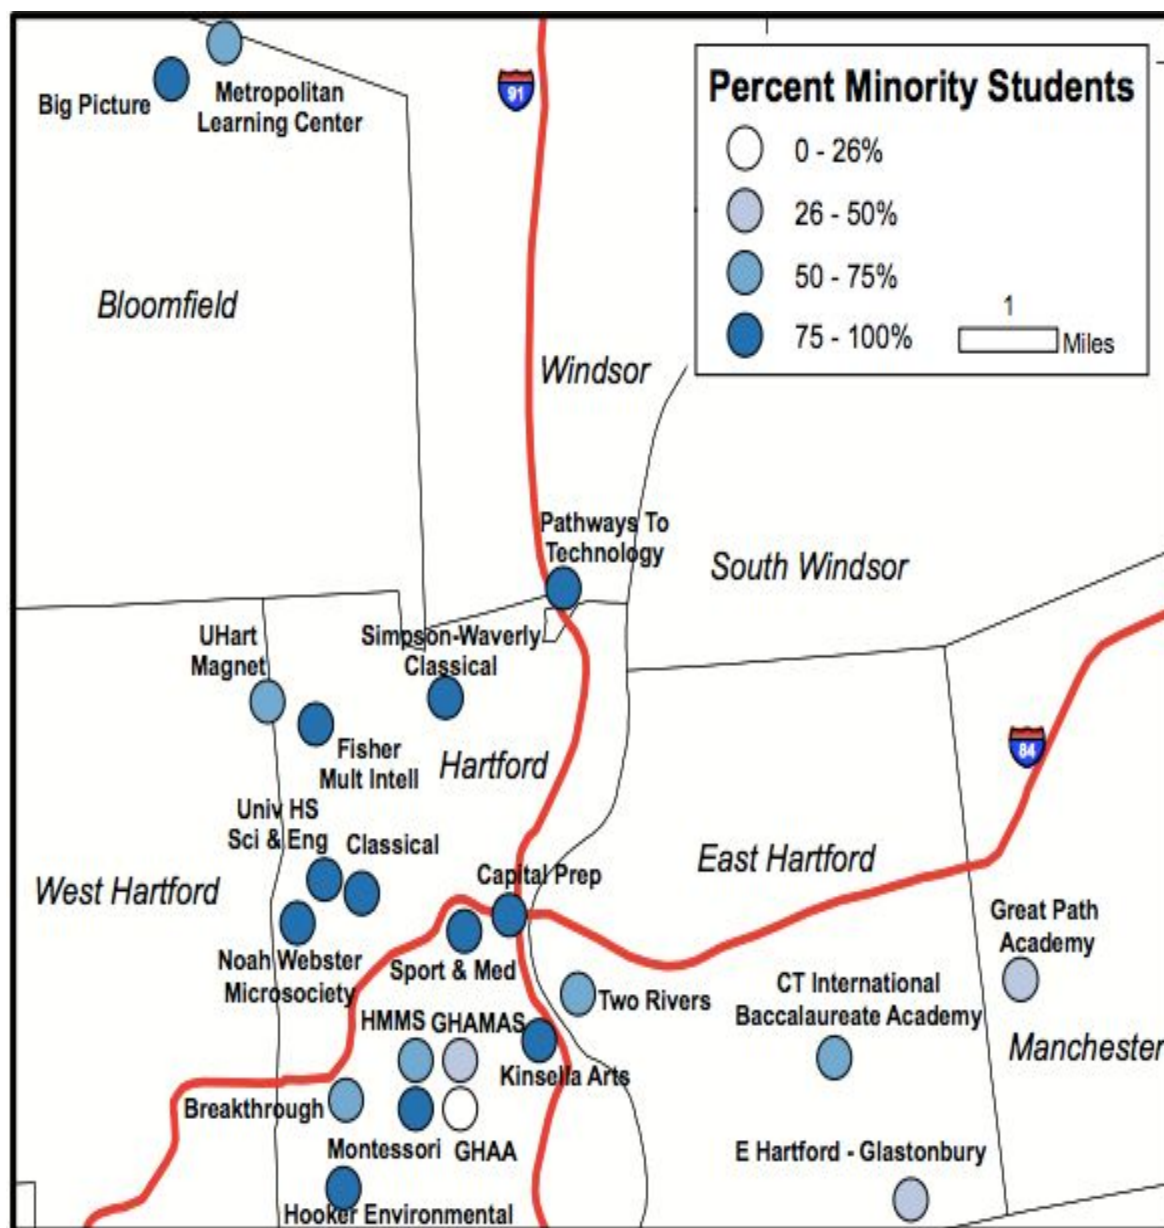 91
Percent Minority Students
0 - 26%
26 - 50%
50 - 75%
75 - 100%
1
Miles
Big Picture
Metropolitan
Learning Center
Bloomfield
Windsor
Pathways To
Technology
South Windsor
UHart
Magnet
Simpson-Waverly
Classical
Fisher
Mult Intell
Hartford
84
Univ HS
Sci & Eng
Classical
West Hartford
Capital Prep
East Hartford
Noah Webster
Microsociety
Sport & Med
Great Path
Academy
Two Rivers
CT International
Baccalaureate Academy
HMMS
GHAMAS
Kinsella Arts
Manchester
Breakthrough
Montessori
GHAA
E Hartford - Glastonbury
Hooker Environmental